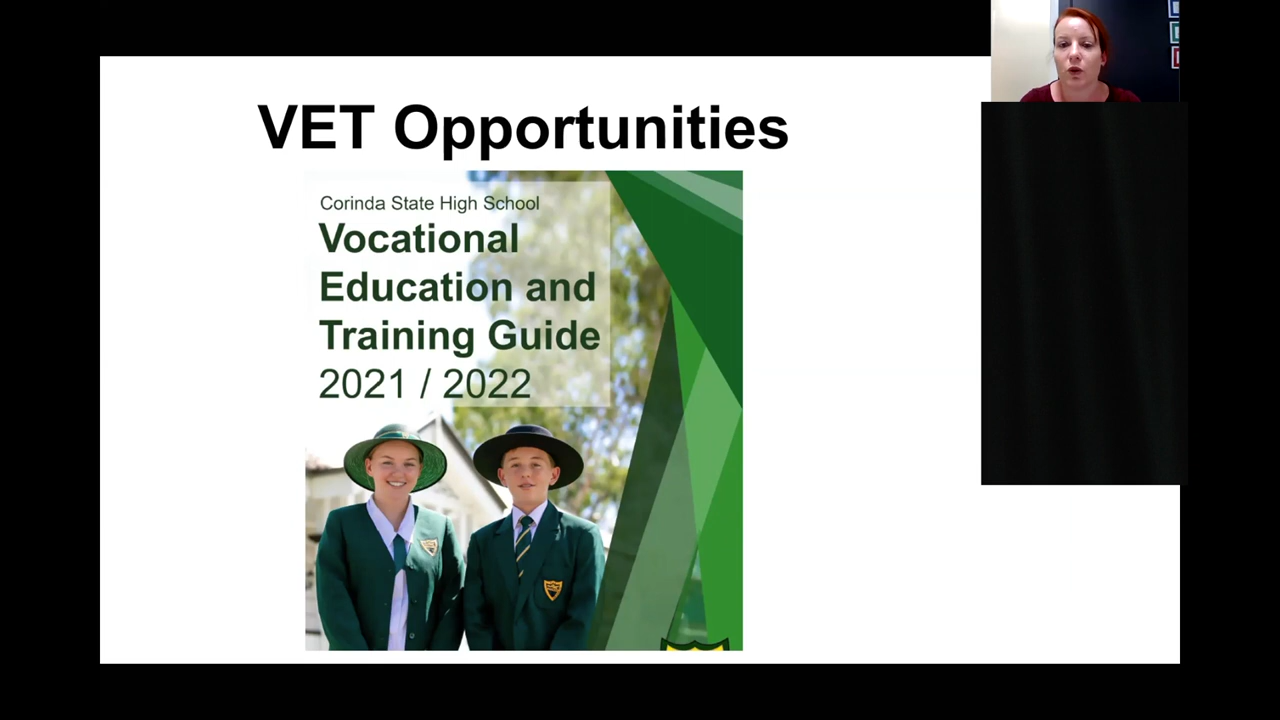 VET Opportunities
Corinda State High School
Vocational
Education and
Training Guide
2021 / 2022